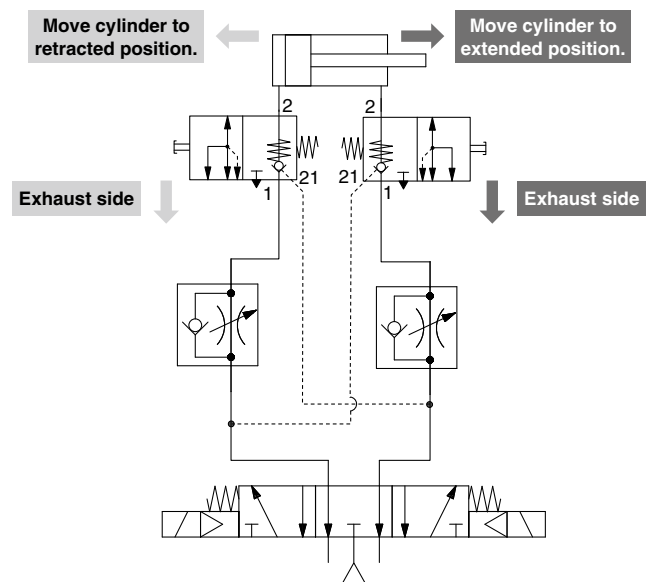 Move cylinder to
retracted position.
Move cylinder to
extended position.
2
2
21
21
1
1
Exhaust side
Exhaust side